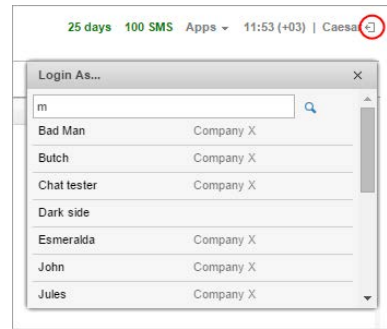 25 days 100 SMS Apps 11:53 (+03) | Caesar
Login As...
m
Bad Man Company X
Butch Company X
Chat tester Company X
Dark side
Esmeralda Company X
John Company X
Jules Company X